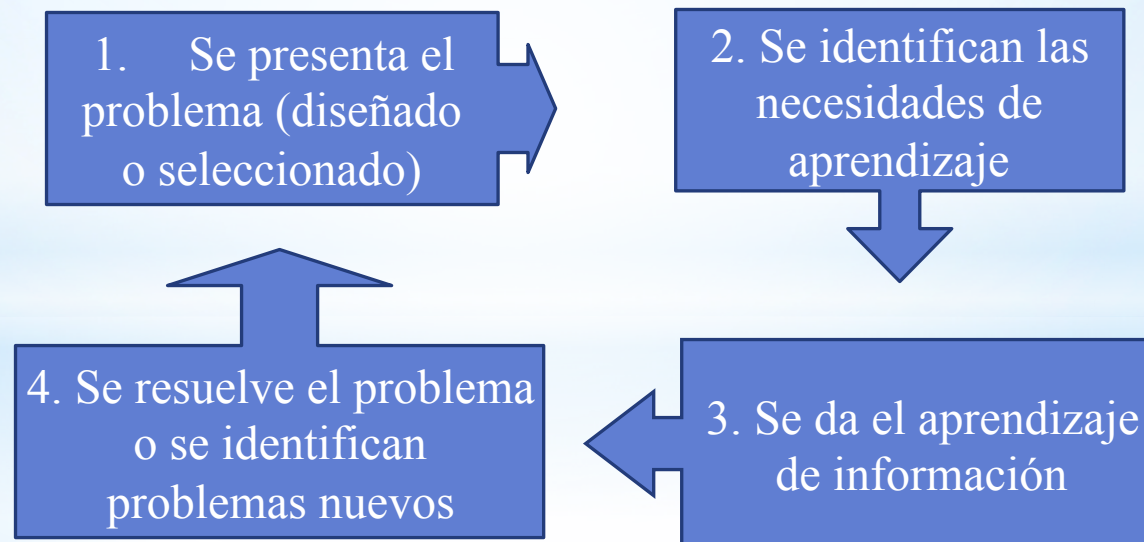 1. Se presenta el
problema (diseñado
o seleccionado)
2. Se identifican las
necesidades de
aprendizaje
3. Se da el aprendizaje
de información
4. Se resuelve el problema
o se identifican
problemas nuevos